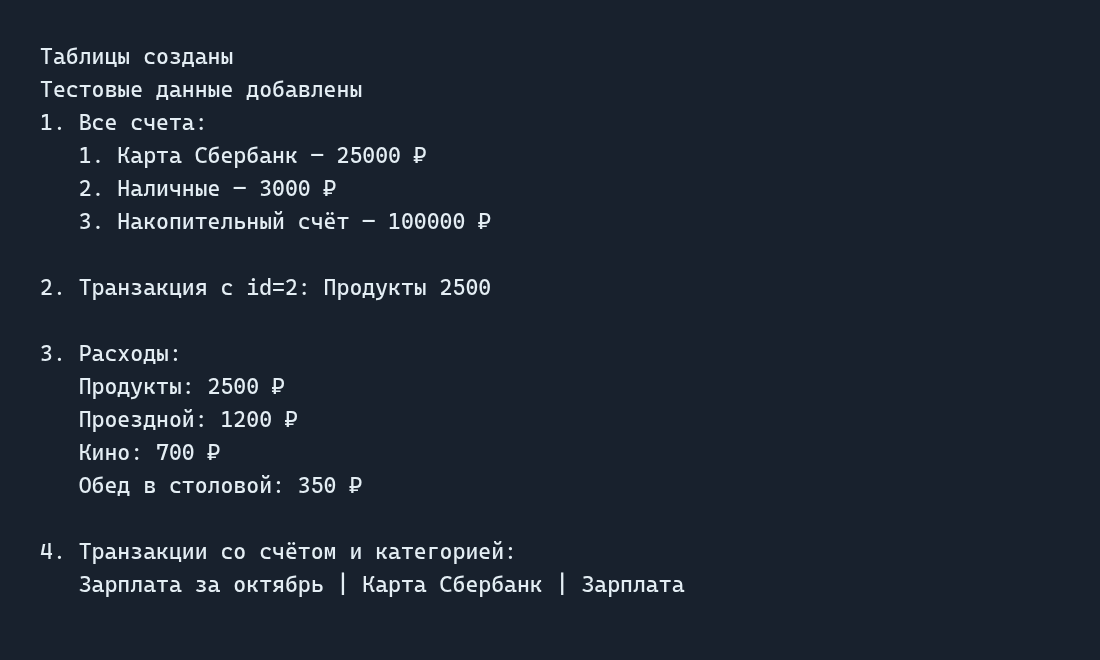 Таблицы созданы
Тестовые данные добавлены
1. Все счета:
1. Карта Сбербанк — 25000 ₽
2. Наличные — 3000 ₽
3. Накопительный счёт — 100000 ₽
2. Транзакция с id=2: Продукты 2500
3. Расходы:
Продукты: 2500 ₽
Проездной: 1200 ₽
Кино: 700 ₽
Обед в столовой: 350 ₽
4. Транзакции со счётом и категорией:
Зарплата за октябрь | Карта Сбербанк | Зарплата